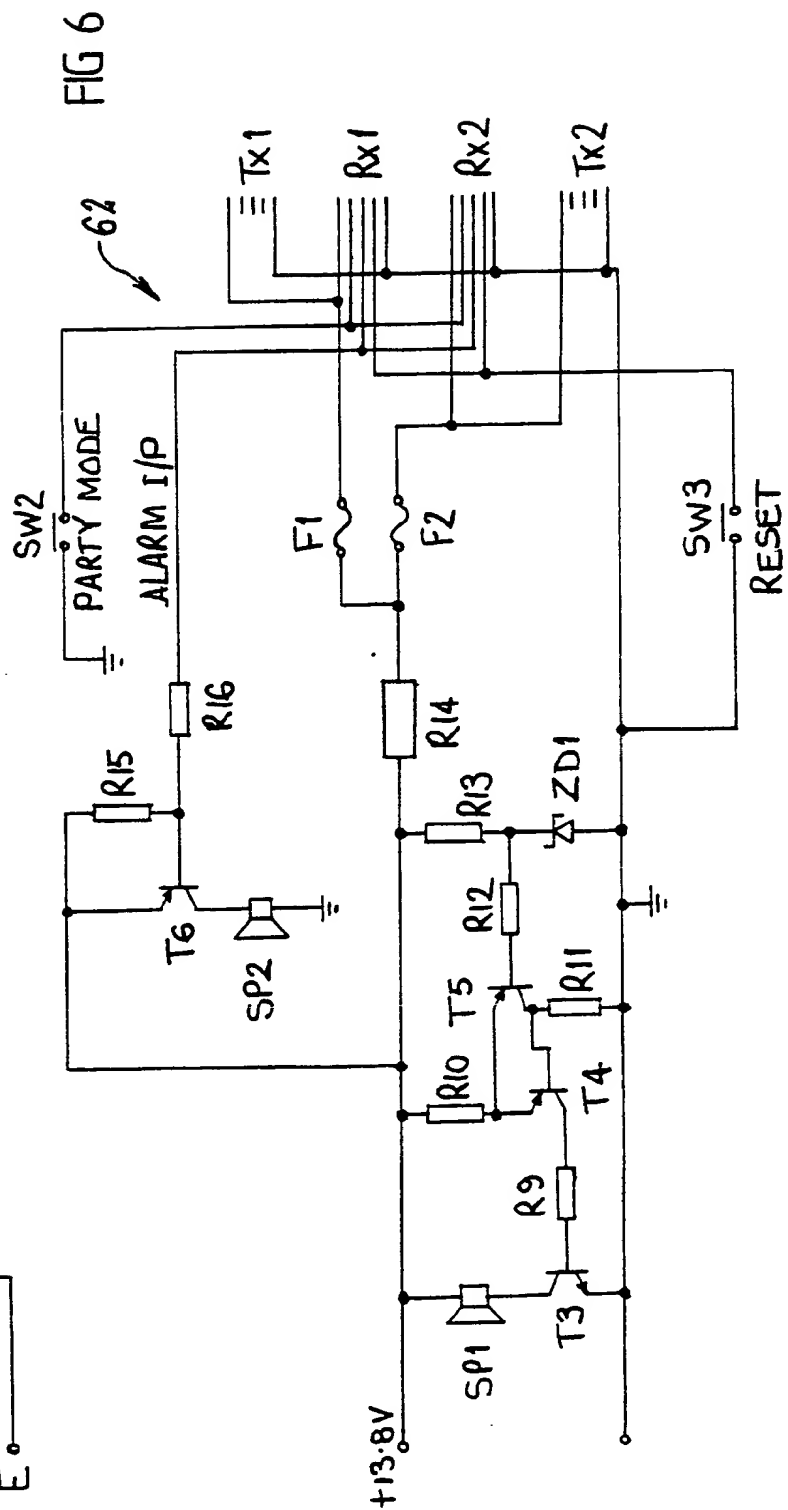 FIG 6
62
SW2
PARTY MODE
ALARM I/P
Tx1
Rx1
Rx2
Tx2
F1
F2
R15
R16
T6
SP2
R14
R13
ZD1
R12
T5
R11
R10
T4
R9
SP1
T3
+13·8V
SW3
RESET
E